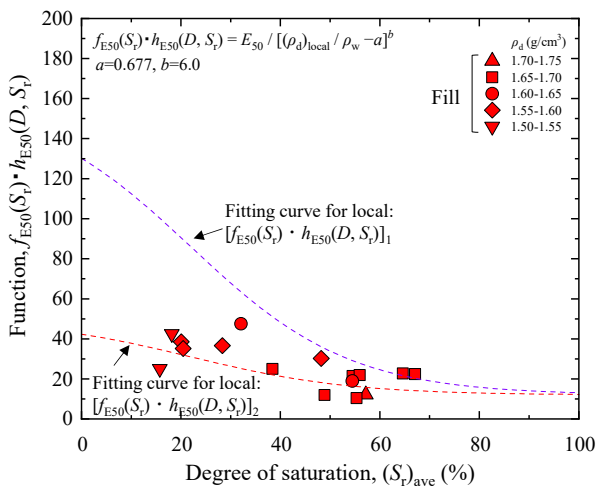 f_E50(S_r)·h_E50(D, S_r) = E_50 / [(ρ_d)_local / ρ_w −a]^b
a=0.677, b=6.0
ρ_d (g/cm^3)
1.70-1.75
1.65-1.70
Fill
1.60-1.65
1.55-1.60
1.50-1.55
Fitting curve for local:
[f_E50(S_r) · h_E50(D, S_r)]_1
Fitting curve for local:
[f_E50(S_r) · h_E50(D, S_r)]_2
Function, f_E50(S_r)·h_E50(D, S_r)
200
180
160
140
120
100
80
60
40
20
0
0 20 40 60 80 100
Degree of saturation, (S_r)_ave (%)